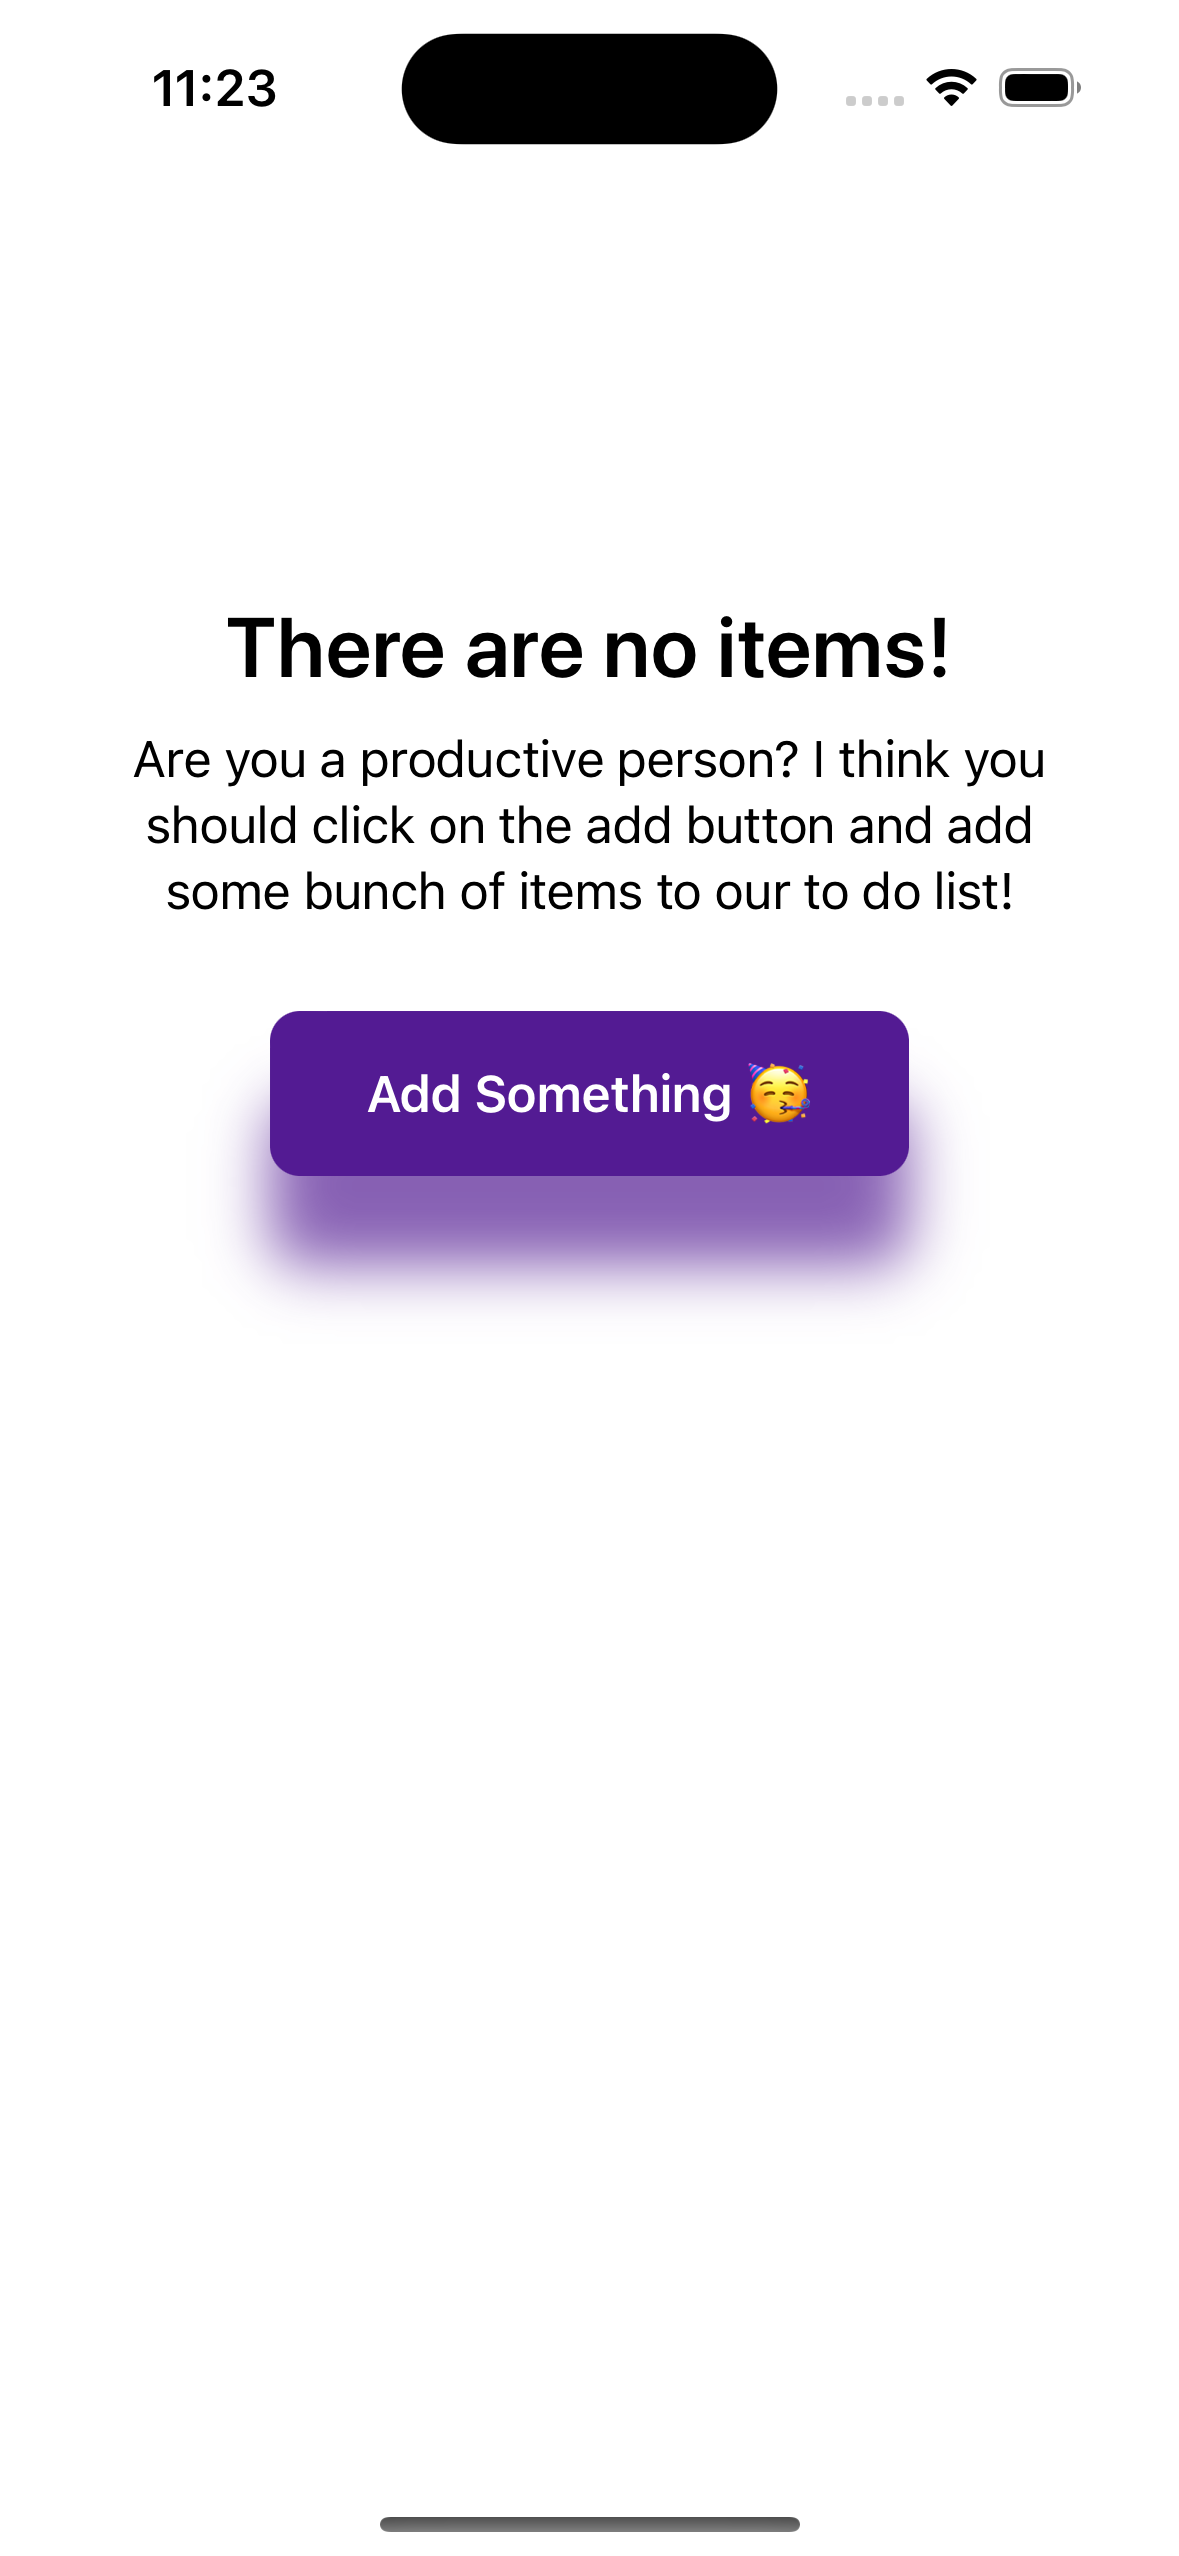 11:23
There are no items!
Are you a productive person? I think you
should click on the add button and add
some bunch of items to our to do list!
Add Something 🥳